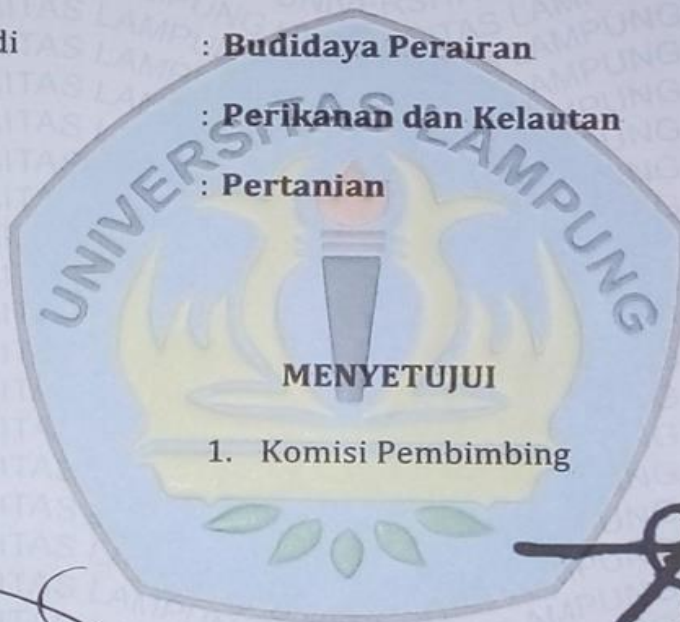 di : Budidaya Perairan
: Perikanan dan Kelautan
: Pertanian
UNIVERSITAS LAMPUNG
MENYETUJUI
1. Komisi Pembimbing